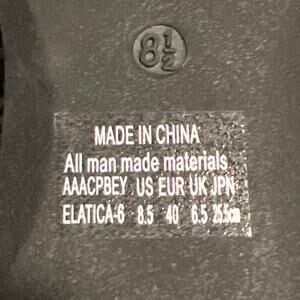 8½
MADE IN CHINA
All man made materials
AAACPBEY US EUR UK JPN
ELATICA-6 8.5 40 6.5 25.5cm